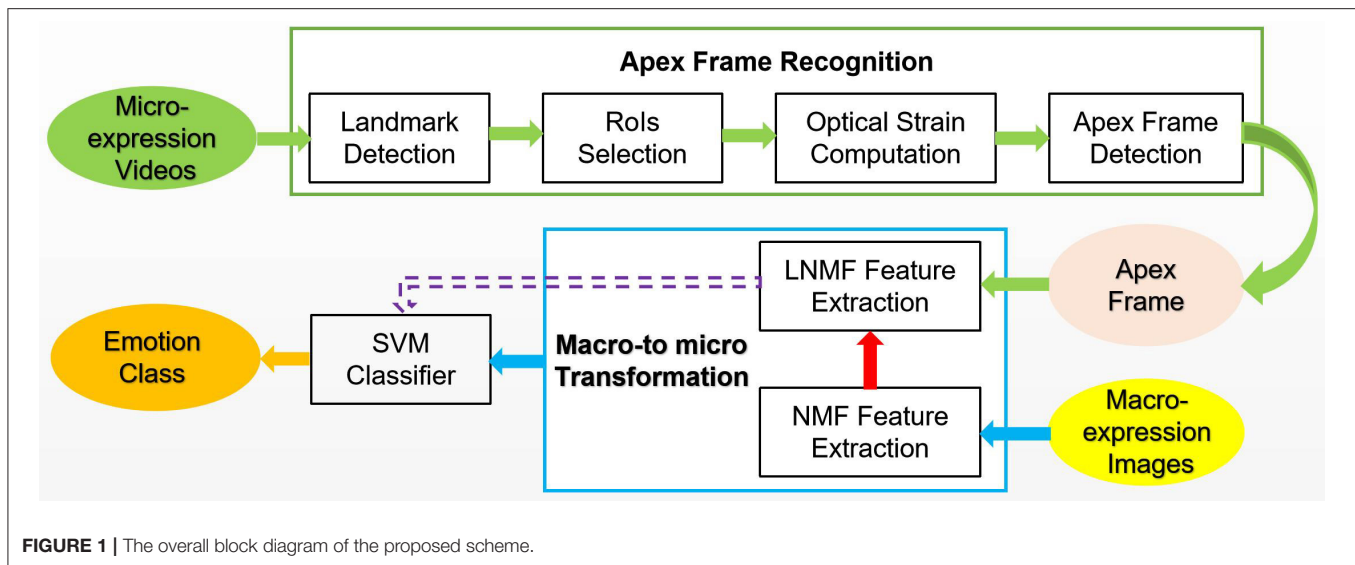 Apex Frame Recognition
Micro-
expression
Videos
Landmark
Detection
RoIs
Selection
Optical Strain
Computation
Apex Frame
Detection
LNMF Feature
Extraction
Apex
Frame
Emotion
Class
SVM
Classifier
Macro-to micro
Transformation
NMF Feature
Extraction
Macro-
expression
Images
FIGURE 1 | The overall block diagram of the proposed scheme.